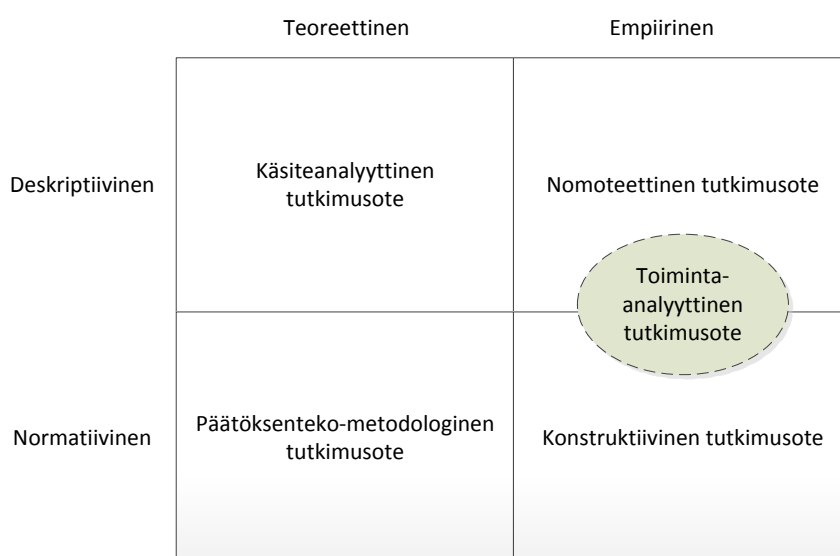 Teoreettinen
Empiirinen
Deskriptiivinen
Käsiteanalyyttinen
tutkimusote
Nomoteettinen tutkimusote
Toiminta-
analyyttinen
tutkimusote
Normatiivinen
Päätöksenteko-metodologinen
tutkimusote
Konstruktiivinen tutkimusote